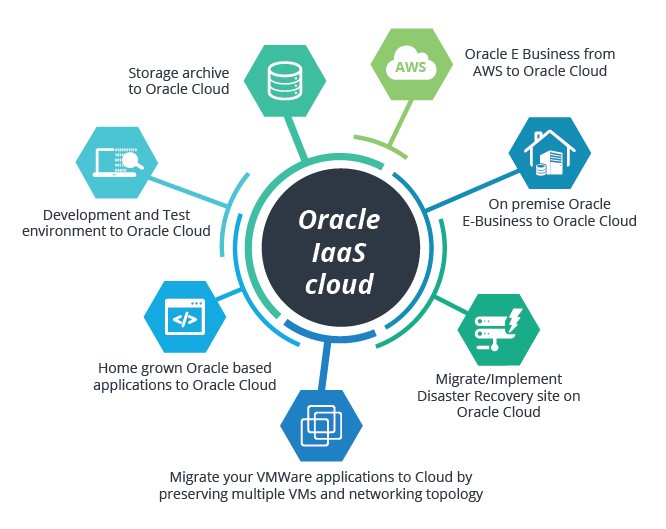 Storage archive
to Oracle Cloud
AWS
Oracle E Business from
AWS to Oracle Cloud
Development and Test
environment to Oracle Cloud
On premise Oracle
E-Business to Oracle Cloud
Oracle
IaaS
cloud
</>
Home grown Oracle based
applications to Oracle Cloud
Migrate/Implement
Disaster Recovery site on
Oracle Cloud
Migrate your VMWare applications to Cloud by
preserving multiple VMs and networking topology